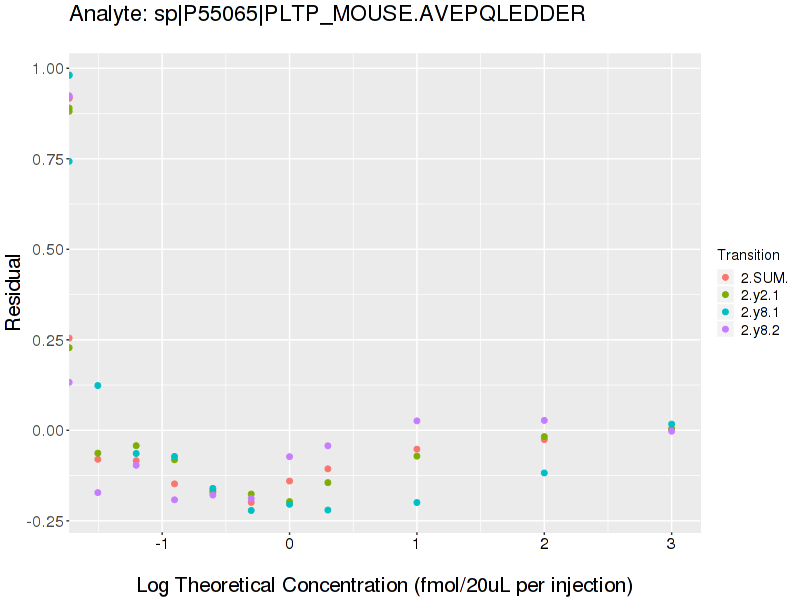 Analyte: sp|P55065|PLTP_MOUSE.AVEPQLEDDER
1.00
0.75
0.50
0.25
0.00
-0.25
Residual
-1
0
1
2
3
Log Theoretical Concentration (fmol/20uL per injection)
Transition
2.SUM.
2.y2.1
2.y8.1
2.y8.2